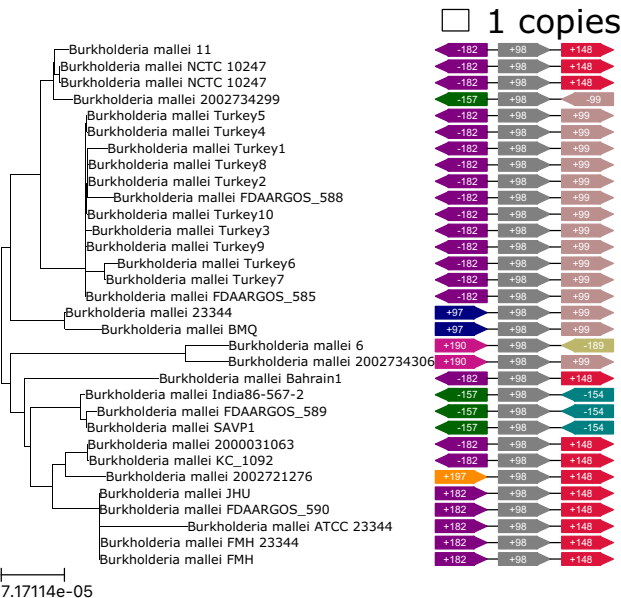 1 copies
Burkholderia mallei 11 -182 +98 +148
Burkholderia mallei NCTC 10247 -182 +98 +148
Burkholderia mallei NCTC 10247 -182 +98 +148
Burkholderia mallei 2002734299 -157 +98 -99
Burkholderia mallei Turkey5 -182 +98 +99
Burkholderia mallei Turkey4 -182 +98 +99
Burkholderia mallei Turkey1 -182 +98 +99
Burkholderia mallei Turkey8 -182 +98 +99
Burkholderia mallei Turkey2 -182 +98 +99
Burkholderia mallei FDAARGOS_588 -182 +98 +99
Burkholderia mallei Turkey10 -182 +98 +99
Burkholderia mallei Turkey3 -182 +98 +99
Burkholderia mallei Turkey9 -182 +98 +99
Burkholderia mallei Turkey6 -182 +98 +99
Burkholderia mallei Turkey7 -182 +98 +99
Burkholderia mallei FDAARGOS_585 -182 +98 +99
Burkholderia mallei 23344 +97 +98 +99
Burkholderia mallei BMQ +97 +98 +99
Burkholderia mallei 6 +190 +98 -189
Burkholderia mallei 2002734306 +190 +98 +99
Burkholderia mallei Bahrain1 -182 +98 +148
Burkholderia mallei India86-567-2 -157 +98 -154
Burkholderia mallei FDAARGOS_589 -157 +98 -154
Burkholderia mallei SAVP1 -157 +98 -154
Burkholderia mallei 2000031063 -182 +98 +148
Burkholderia mallei KC_1092 -182 +98 +148
Burkholderia mallei 2002721276 +197 +98 +148
Burkholderia mallei JHU +182 +98 +148
Burkholderia mallei FDAARGOS_590 +182 +98 +148
Burkholderia mallei ATCC 23344 +182 +98 +148
Burkholderia mallei FMH 23344 +182 +98 +148
Burkholderia mallei FMH +182 +98 +148
7.17114e-05